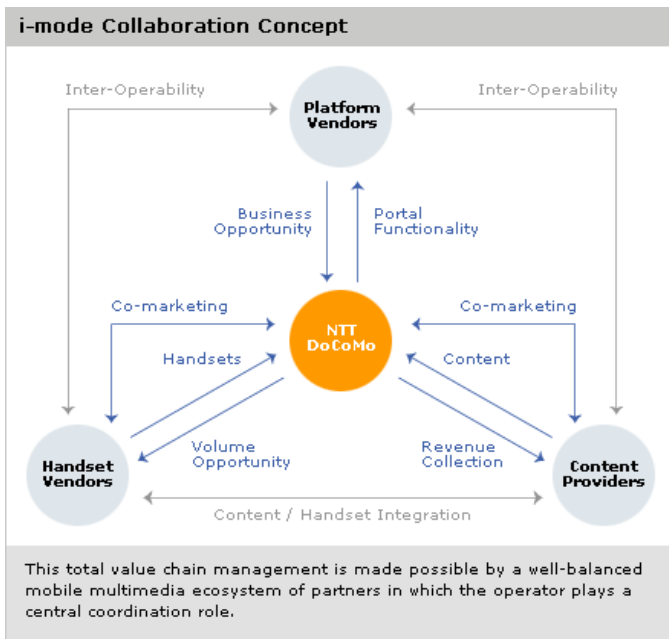 i-mode Collaboration Concept
Inter-Operability
Inter-Operability
Platform
Vendors
Business
Opportunity
Portal
Functionality
Co-marketing
Co-marketing
NTT
DoCoMo
Handsets
Content
Volume
Opportunity
Revenue
Collection
Handset
Vendors
Content
Providers
Content / Handset Integration
This total value chain management is made possible by a well-balanced
mobile multimedia ecosystem of partners in which the operator plays a
central coordination role.